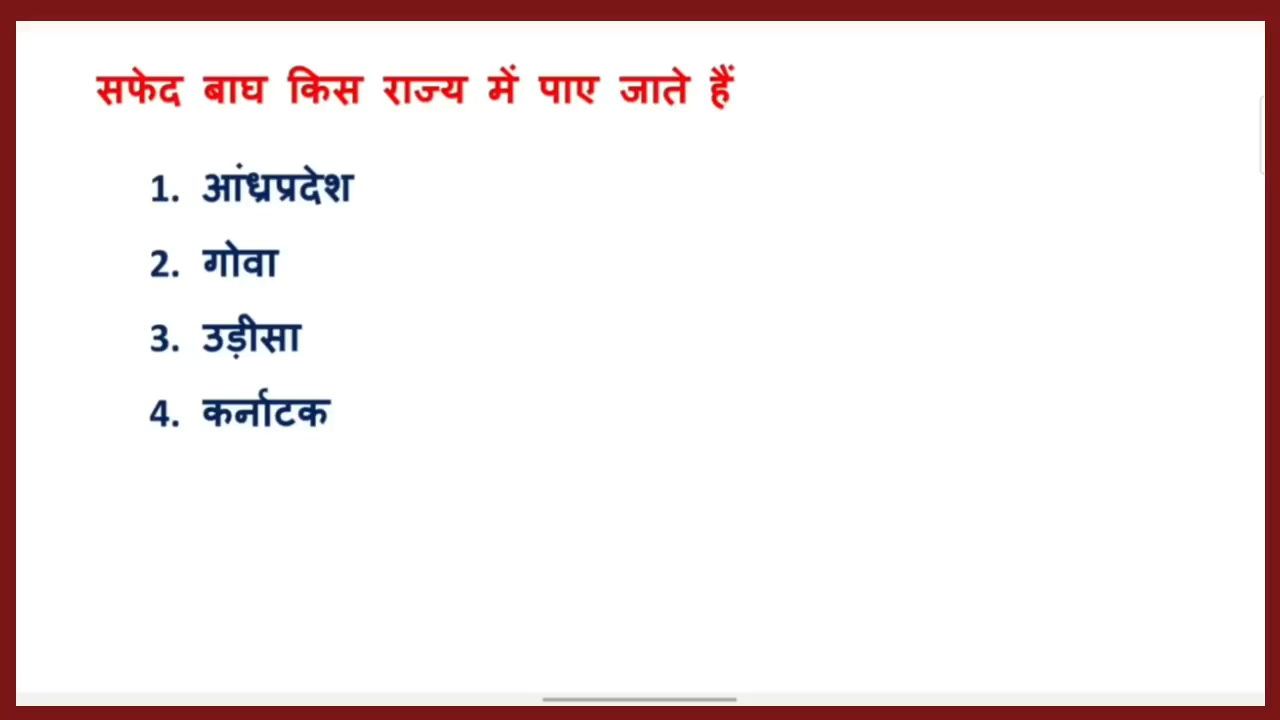 सफेद बाघ किस राज्य में पाए जाते हैं
1. आंध्रप्रदेश
2. गोवा
3. उड़ीसा
4. कर्नाटक